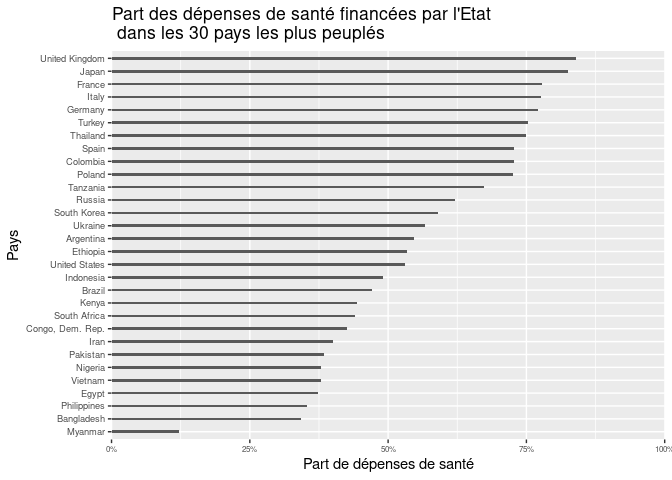 Part des dépenses de santé financées par l'Etat
dans les 30 pays les plus peuplés
Pays
United Kingdom
Japan
France
Italy
Germany
Turkey
Thailand
Spain
Colombia
Poland
Tanzania
Russia
South Korea
Ukraine
Argentina
Ethiopia
United States
Indonesia
Brazil
Kenya
South Africa
Congo, Dem. Rep.
Iran
Pakistan
Nigeria
Vietnam
Egypt
Philippines
Bangladesh
Myanmar
0% 25% 50% 75% 100%
Part de dépenses de santé